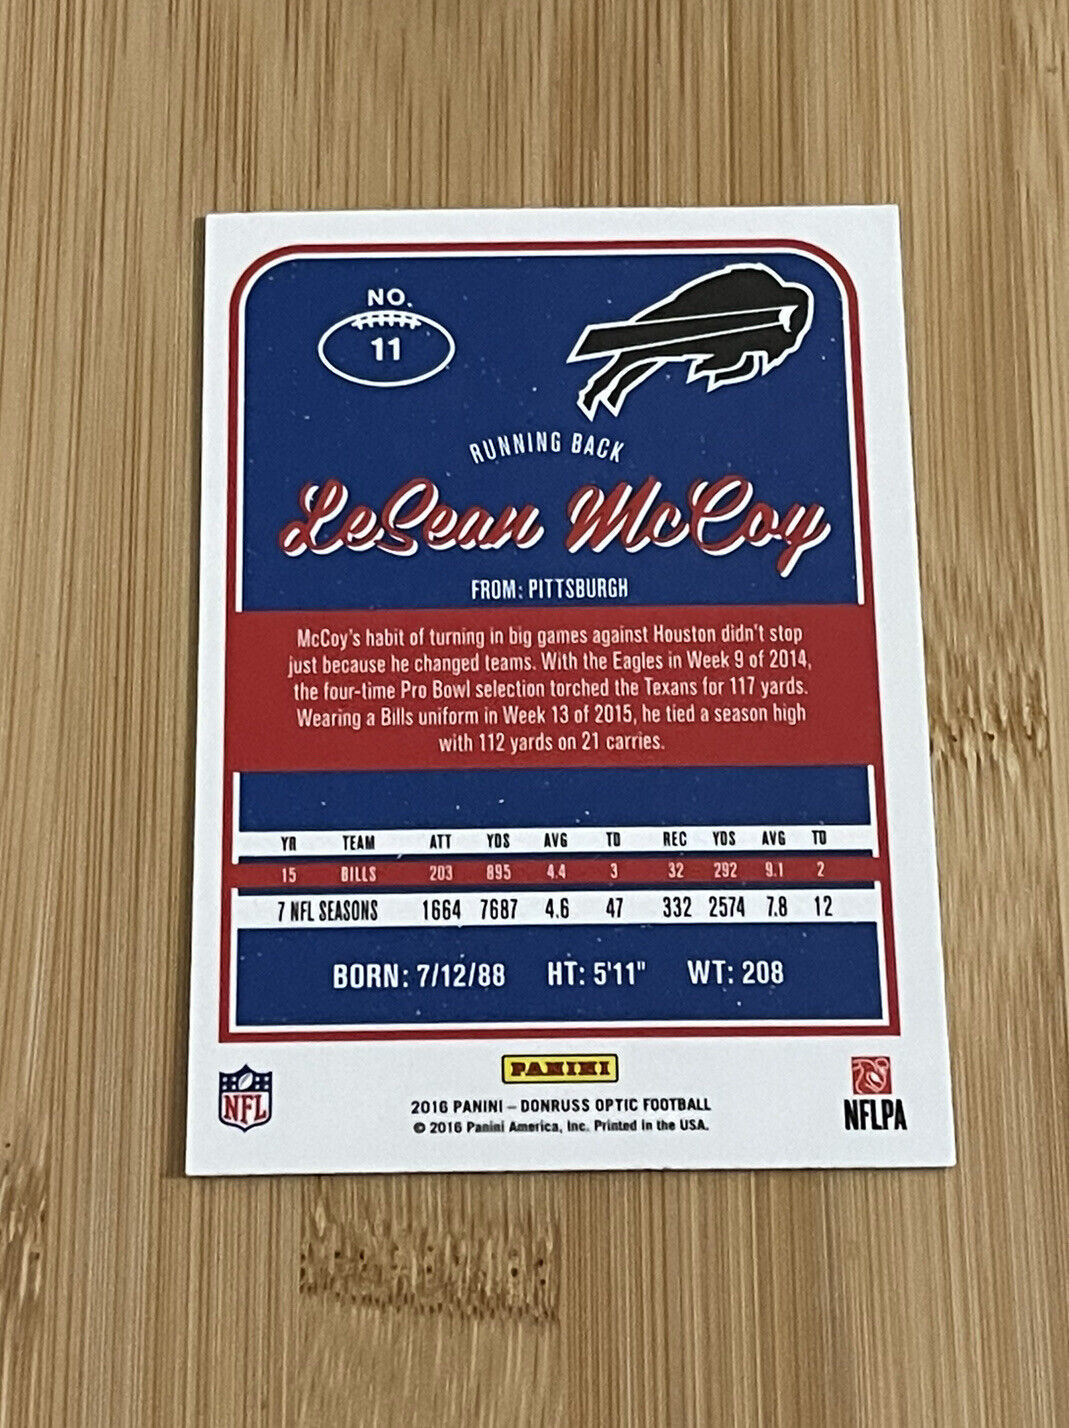 NO.
11
RUNNING BACK
LeSean McCoy
FROM: PITTSBURGH
McCoy's habit of turning in big games against Houston didn't stop
just because he changed teams. With the Eagles in Week 9 of 2014,
the four-time Pro Bowl selection torched the Texans for 117 yards.
Wearing a Bills uniform in Week 13 of 2015, he tied a season high
with 112 yards on 21 carries.
YR TEAM ATT YDS AVG TD REC YDS AVG TD
15 BILLS 203 895 4.4 3 32 292 9.1 2
7 NFL SEASONS 1664 7687 4.6 47 332 2574 7.8 12
BORN: 7/12/88 HT: 5'11" WT: 208
NFL
PANINI
2016 PANINI – DONRUSS OPTIC FOOTBALL
© 2016 Panini America, Inc. Printed in the USA.
NFLPA